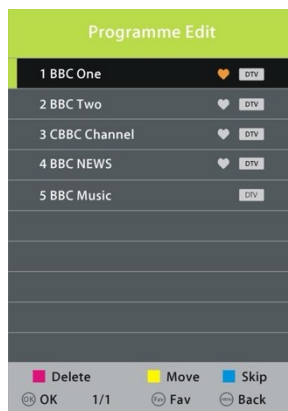 Programme Edit
1 BBC One DTV
2 BBC Two DTV
3 CBBC Channel DTV
4 BBC NEWS DTV
5 BBC Music DTV
Delete Move Skip
OK OK 1/1 Fav Fav MENU Back